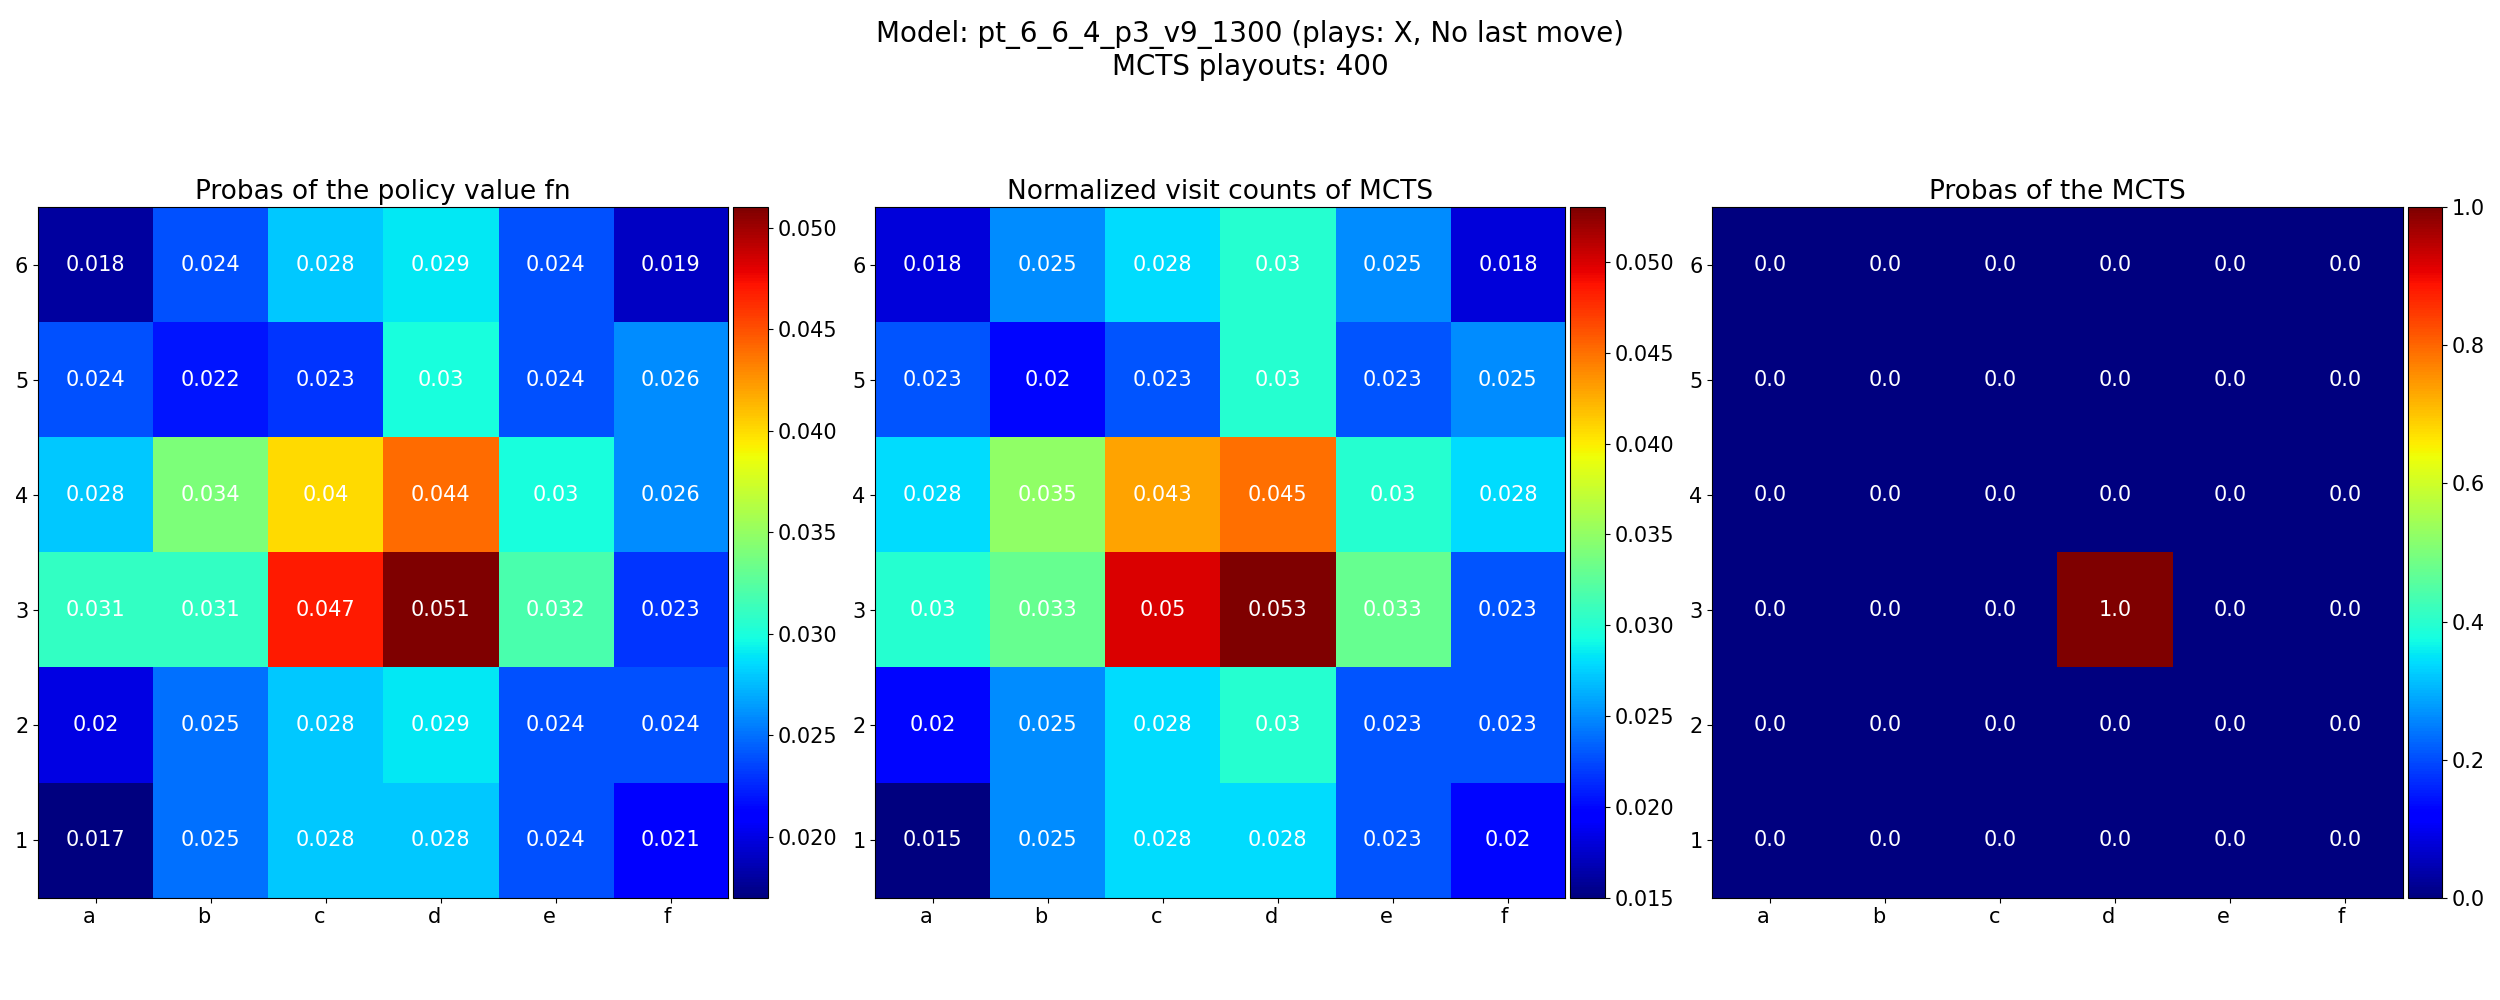 Model: pt_6_6_4_p3_v9_1300 (plays: X, No last move)
MCTS playouts: 400
Probas of the policy value fn
6 0.018 0.024 0.028 0.029 0.024 0.019
5 0.024 0.022 0.023 0.03 0.024 0.026
4 0.028 0.034 0.04 0.044 0.03 0.026
3 0.031 0.031 0.047 0.051 0.032 0.023
2 0.02 0.025 0.028 0.029 0.024 0.024
1 0.017 0.025 0.028 0.028 0.024 0.021
a b c d e f
0.050
0.045
0.040
0.035
0.030
0.025
0.020
Normalized visit counts of MCTS
6 0.018 0.025 0.028 0.03 0.025 0.018
5 0.023 0.02 0.023 0.03 0.023 0.025
4 0.028 0.035 0.043 0.045 0.03 0.028
3 0.03 0.033 0.05 0.053 0.033 0.023
2 0.02 0.025 0.028 0.03 0.023 0.023
1 0.015 0.025 0.028 0.028 0.023 0.02
a b c d e f
0.050
0.045
0.040
0.035
0.030
0.025
0.020
0.015
Probas of the MCTS
6 0.0 0.0 0.0 0.0 0.0 0.0
5 0.0 0.0 0.0 0.0 0.0 0.0
4 0.0 0.0 0.0 0.0 0.0 0.0
3 0.0 0.0 0.0 1.0 0.0 0.0
2 0.0 0.0 0.0 0.0 0.0 0.0
1 0.0 0.0 0.0 0.0 0.0 0.0
a b c d e f
1.0
0.8
0.6
0.4
0.2
0.0